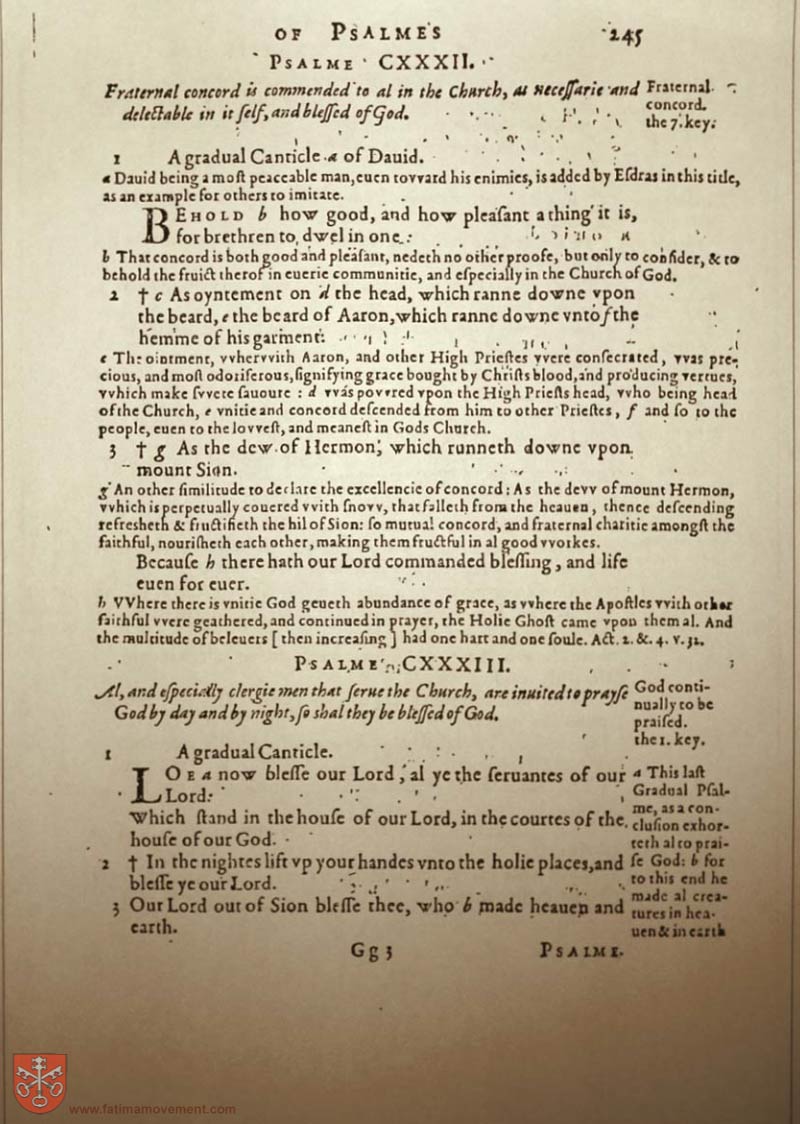 OF PSALMES 245
PSALME CXXXII.
Fraternal concord is commended to al in the Church, as neceſſarie and
delectable in it ſelf, and bleſſed of God.
Fraternal
concord.
the 7. key.
1 A gradual Canticle a of Dauid.
a Dauid being a moſt peaceable man, euen tovvard his enimies, is added by Eſdras in this title,
as an example for others to imitate.
BEHOLD b how good, and how pleaſant a thing it is,
for brethren to dwel in one:
b That concord is both good and pleaſant, nedeth no other proofe, but only to conſider, & to
behold the fruict therof in euerie communitie, and eſpecially in the Church of God.
2 † c As oyntement on d the head, which ranne downe vpon
the beard, e the beard of Aaron, which ranne downe vnto f the
hemme of his garment:
c The ointment, vvhervvith Aaron, and other High Prieſtes vvere conſecrated, vvas pre-
cious, and moſt odoriferous, ſignifying grace bought by Chriſts blood, and producing vertues,
vvhich make ſvvete ſauoure : d vvas povvred vpon the High Prieſts head, vvho being head
of the Church, e vnitie and concord deſcended from him to other Prieſtes, f and ſo to the
people, euen to the lovveſt, and meaneſt in Gods Church.
3 † g As the dew of Hermon, which runneth downe vpon
mount Sion.
g An other ſimilitude to declare the excellencie of concord: As the devv of mount Hermon,
vvhich is perpetually couered vvith ſnovv, that falleth from the heauen, thence deſcending
refresheth & fructifieth the hil of Sion: ſo mutual concord, and fraternal charitie amongſt the
faithful, nouriſheth each other, making them fructful in al good vvorkes.
Becauſe h there hath our Lord commanded bleſſing, and life
euen for euer.
h VVhere there is vnitie God geueth abundance of grace, as vvhere the Apoſtles vvith other
faithful vvere geathered, and continued in prayer, the Holie Ghoſt came vpon them al. And
the multitude of beleuers [ then increaſing ] had one hart and one ſoule. Act. 2. &. 4. v. 32.
PSALME CXXXIII.
Al, and eſpecially clergie men that ſerue the Church, are inuited to prayſe
God by day and by night, ſo shal they be bleſſed of God.
God conti-
nually to be
praiſed.
the 1. key.
1 A gradual Canticle.
LOE a now bleſſe our Lord, al ye the ſeruantes of our
Lord:
Which ſtand in the houſe of our Lord, in the courtes of the
houſe of our God.
2 † In the nightes lift vp your handes vnto the holie places, and
bleſſe ye our Lord.
3 Our Lord out of Sion bleſſe thee, who b made heauen and
earth.
a This laſt
Gradual Pſal-
me, as a con-
cluſion exhor-
teth al to prai-
ſe God: b for
to this end he
made al crea-
tures in hea-
uen & in earth
Gg 3 PSALME.
www.fatimamovement.com